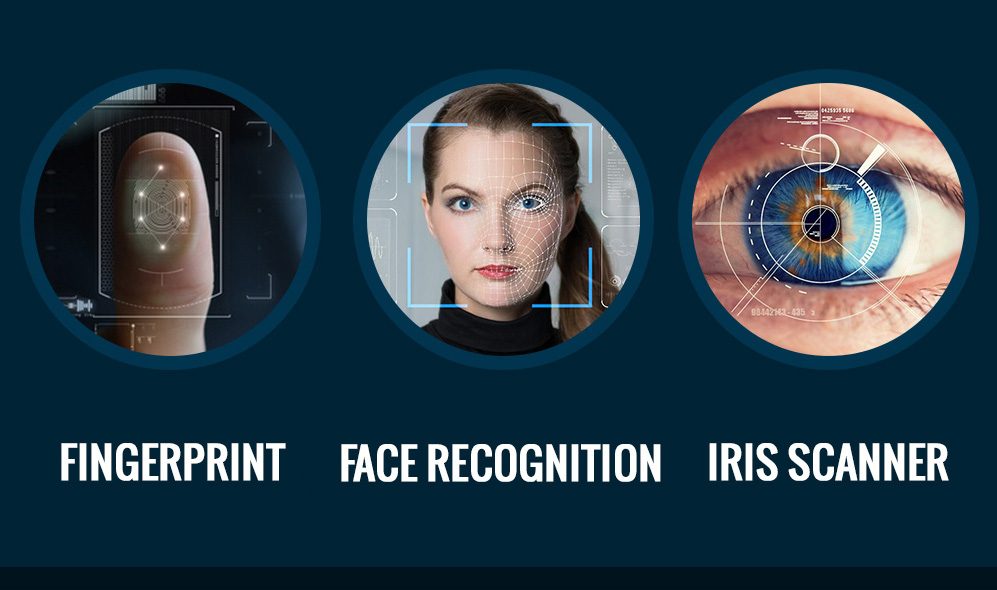 FINGERPRINT
FACE RECOGNITION
IRIS SCANNER